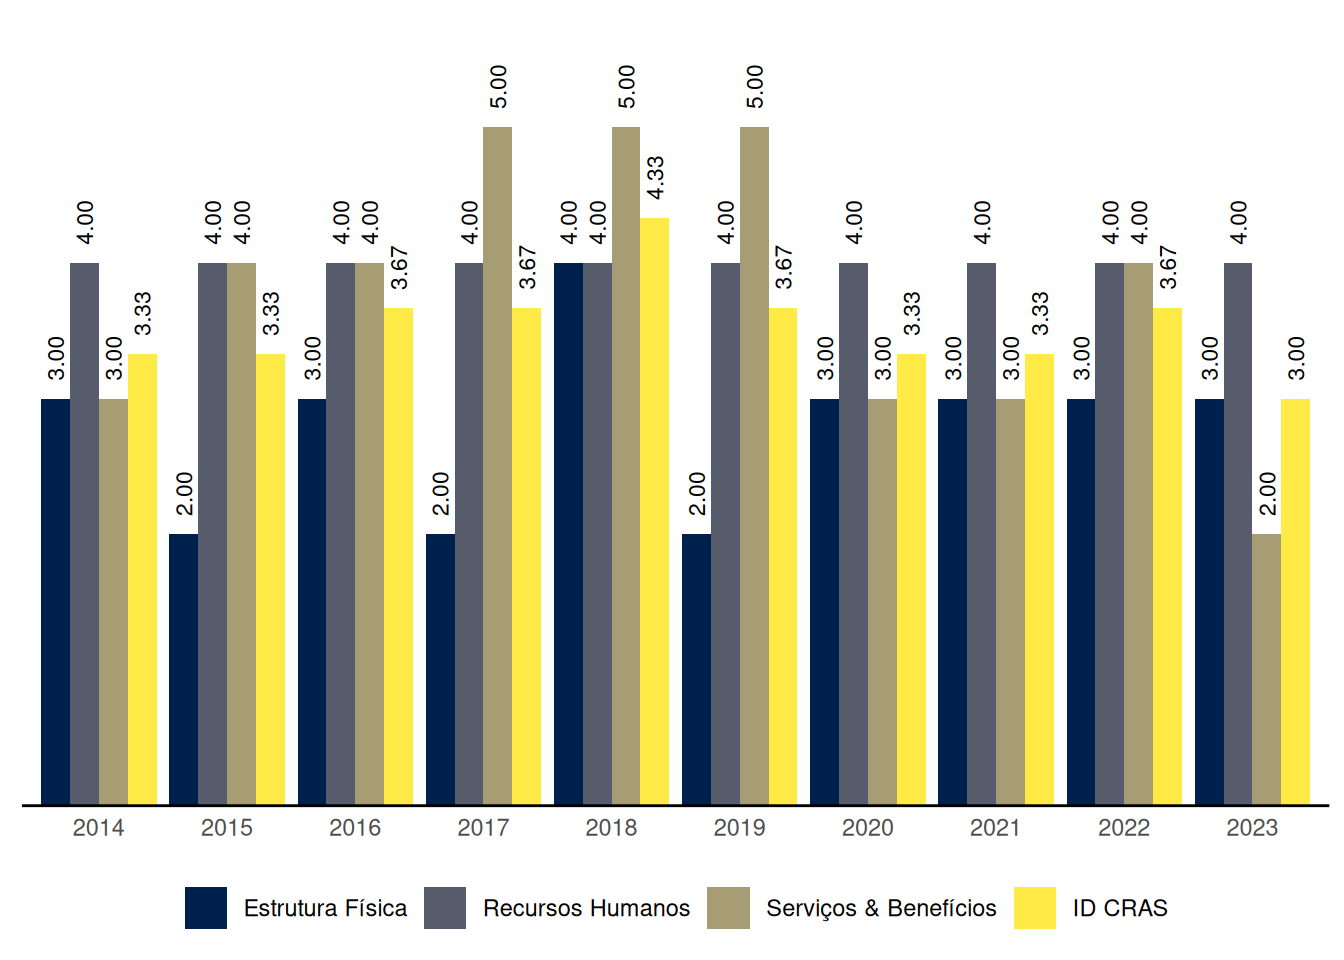 3.00 4.00 3.00 3.33 2.00 4.00 4.00 3.33 3.00 4.00 4.00 3.67 2.00 4.00 5.00 3.67 4.00 4.00 5.00 4.33 2.00 4.00 5.00 3.67 3.00 4.00 3.00 3.33 3.00 4.00 3.00 3.33 3.00 4.00 4.00 3.67 3.00 4.00 2.00 3.00
2014 2015 2016 2017 2018 2019 2020 2021 2022 2023
Estrutura Física Recursos Humanos Serviços & Benefícios ID CRAS